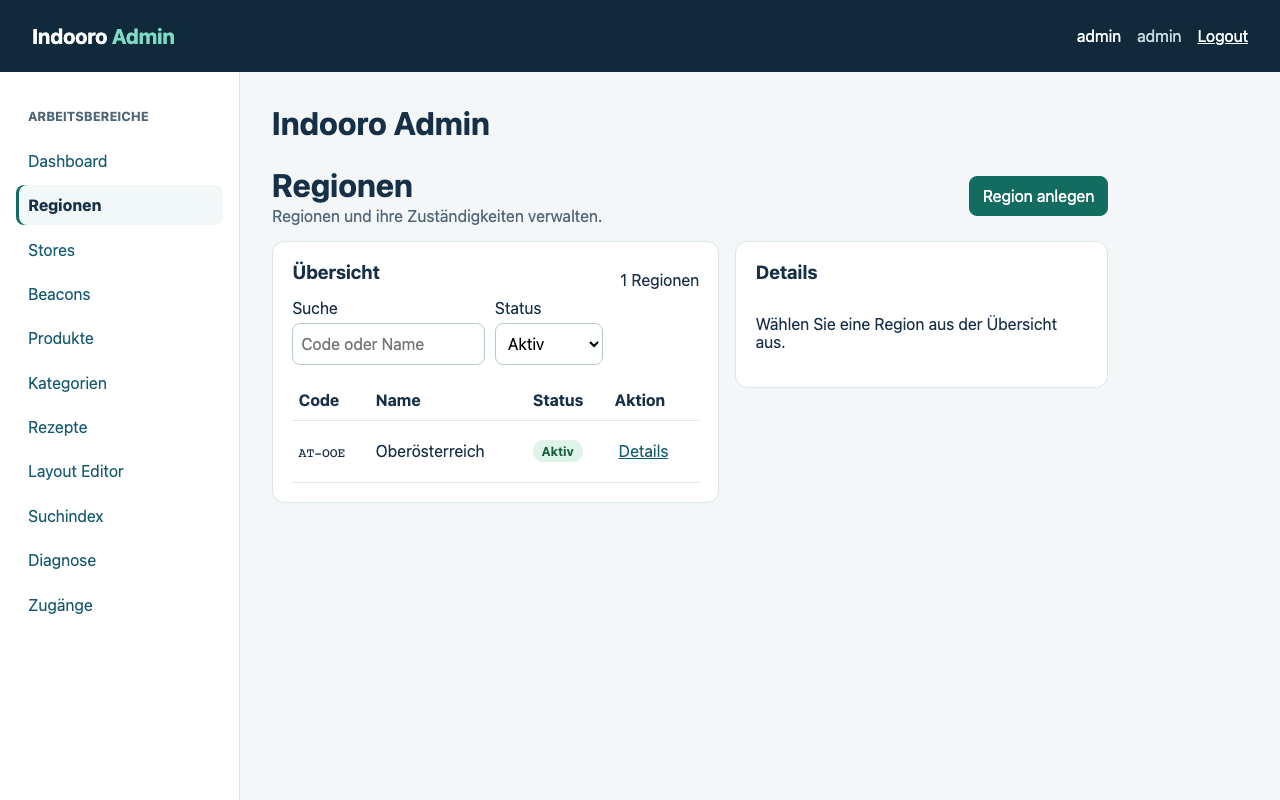 Indooro Admin
admin admin Logout
ARBEITSBEREICHE
Dashboard
Regionen
Stores
Beacons
Produkte
Kategorien
Rezepte
Layout Editor
Suchindex
Diagnose
Zugänge
Indooro Admin
Regionen
Regionen und ihre Zuständigkeiten verwalten.
Region anlegen
Übersicht
1 Regionen
Suche Status
Code oder Name Aktiv
Code Name Status Aktion
AT-OOE Oberösterreich Aktiv Details
Details
Wählen Sie eine Region aus der Übersicht
aus.